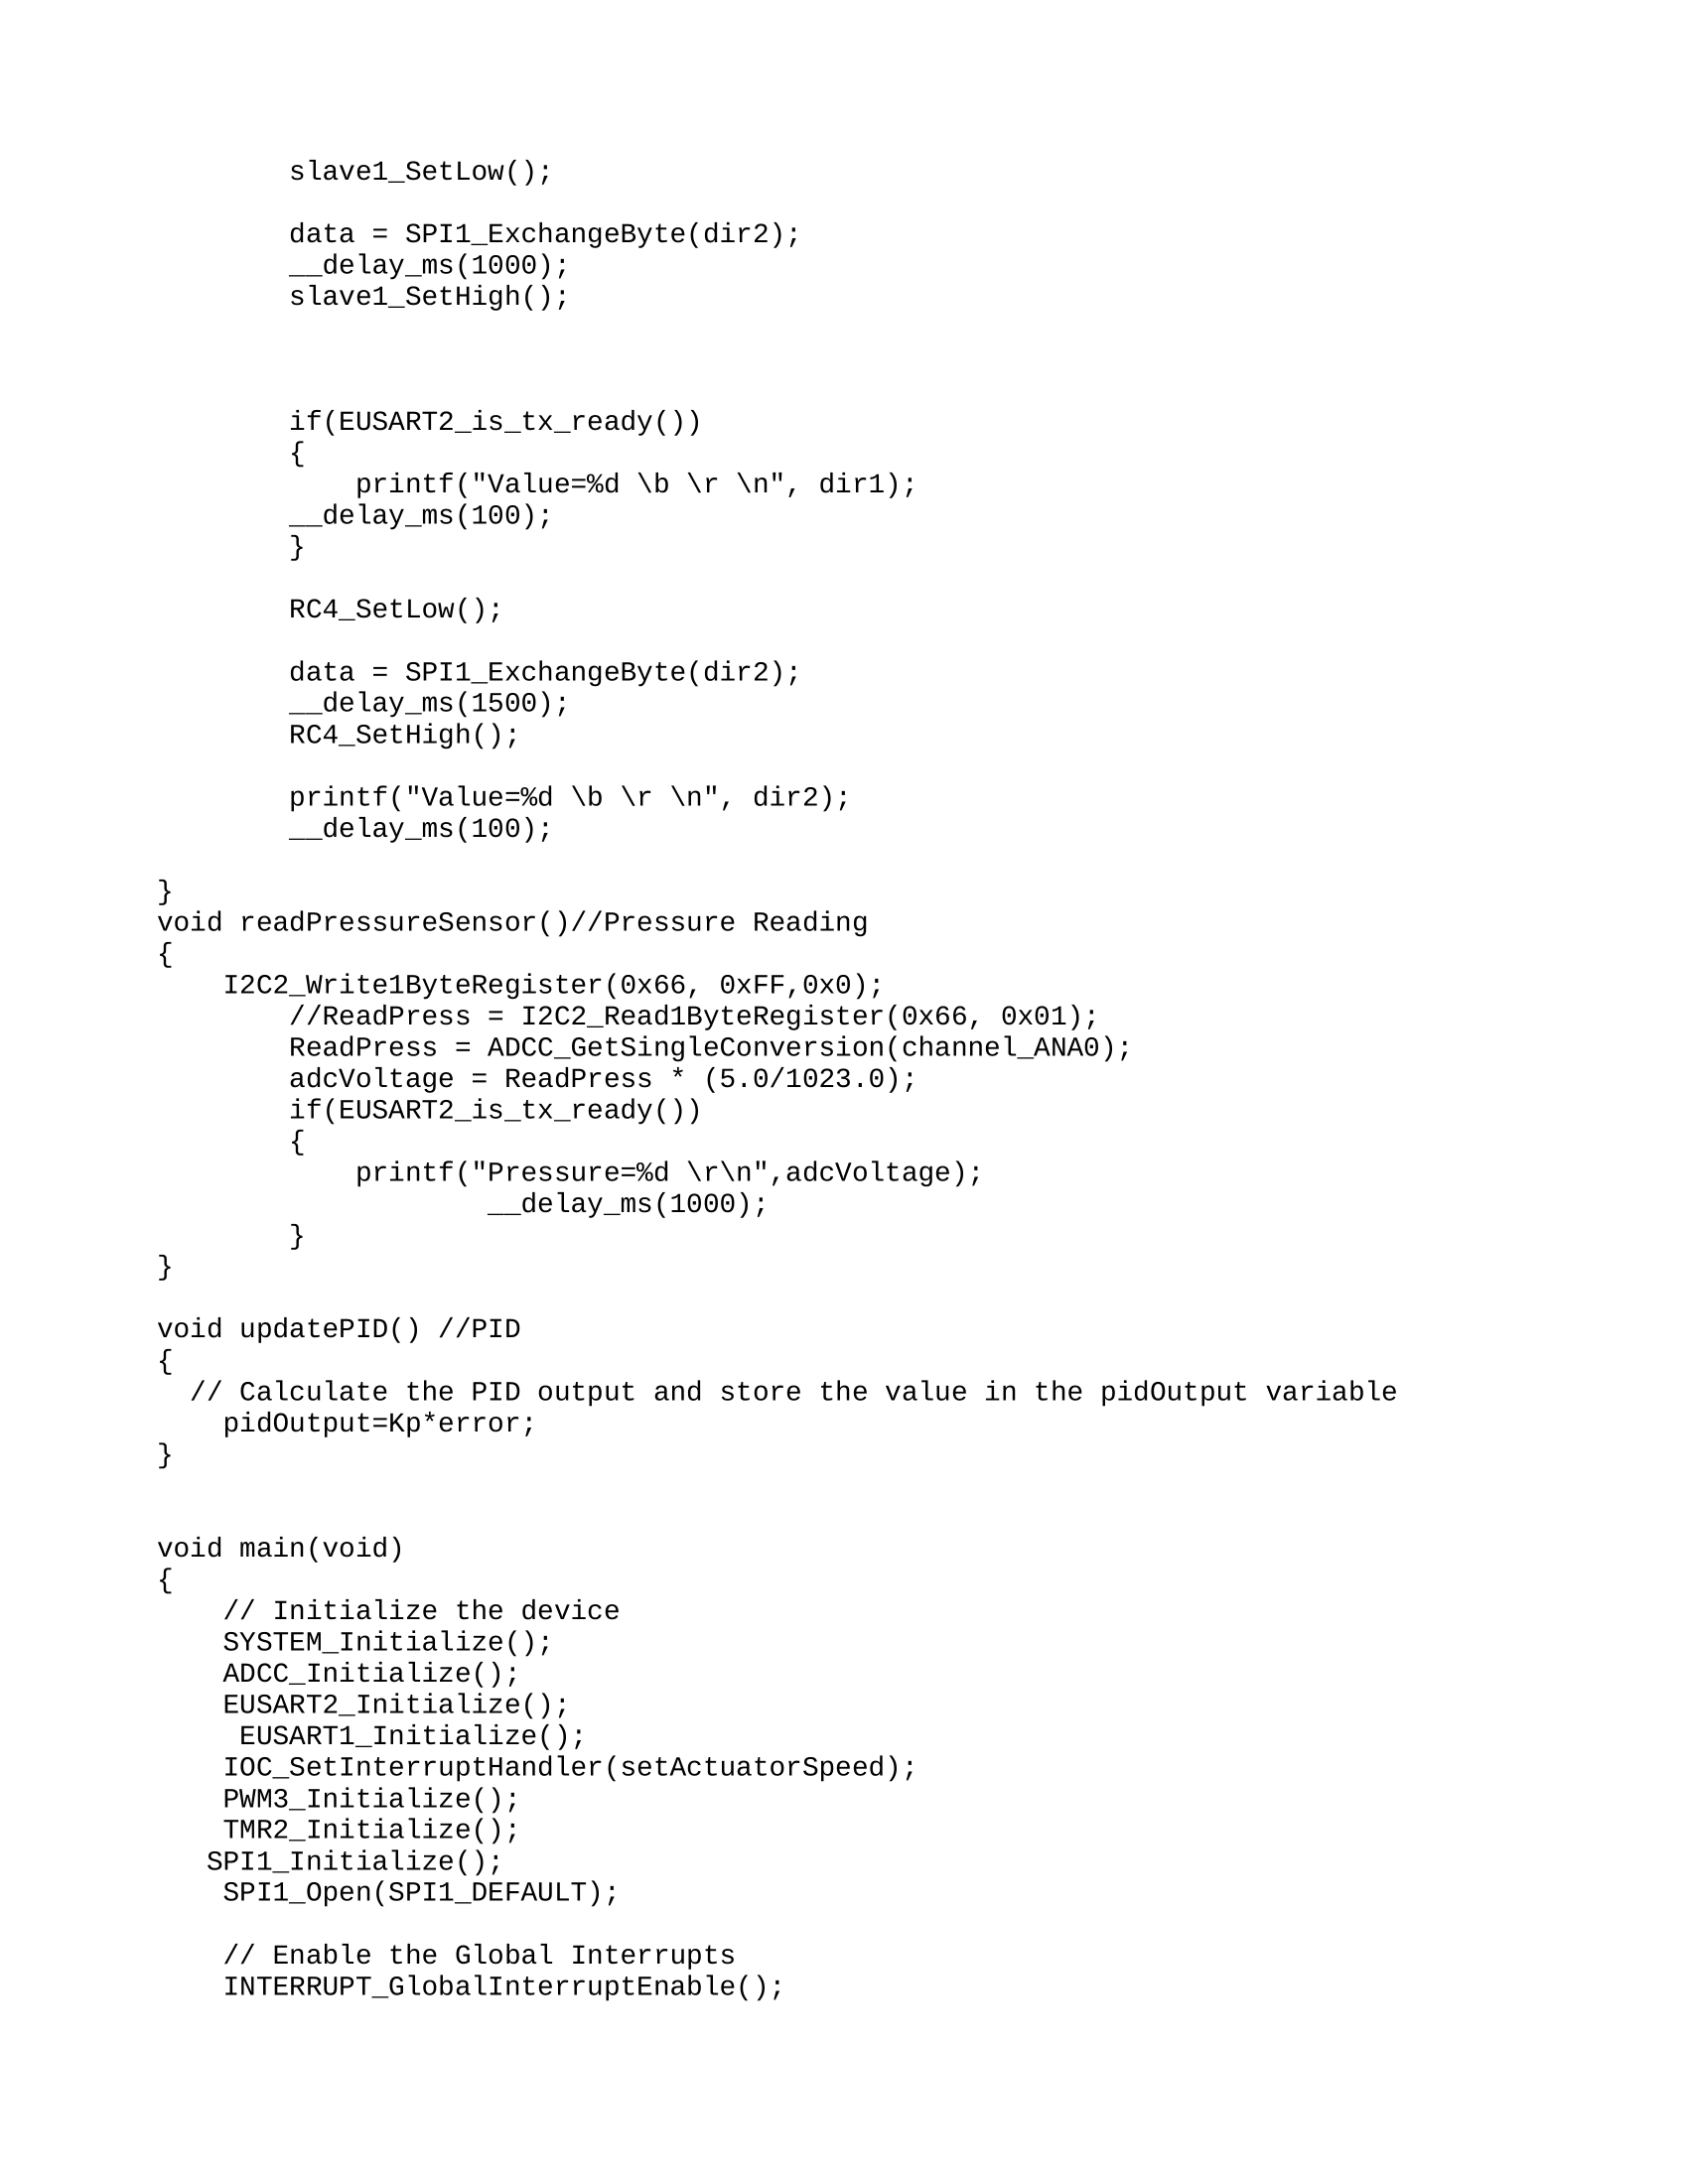 slave1_SetLow();

        data = SPI1_ExchangeByte(dir2);
        __delay_ms(1000);
        slave1_SetHigh();



        if(EUSART2_is_tx_ready())
        {
            printf("Value=%d \b \r \n", dir1);
        __delay_ms(100);
        }

        RC4_SetLow();

        data = SPI1_ExchangeByte(dir2);
        __delay_ms(1500);
        RC4_SetHigh();

        printf("Value=%d \b \r \n", dir2);
        __delay_ms(100);

}
void readPressureSensor()//Pressure Reading
{
    I2C2_Write1ByteRegister(0x66, 0xFF,0x0);
        //ReadPress = I2C2_Read1ByteRegister(0x66, 0x01);
        ReadPress = ADCC_GetSingleConversion(channel_ANA0);
        adcVoltage = ReadPress * (5.0/1023.0);
        if(EUSART2_is_tx_ready())
        {
            printf("Pressure=%d \r\n",adcVoltage);
                    __delay_ms(1000);
        }
}

void updatePID() //PID
{
  // Calculate the PID output and store the value in the pidOutput variable
    pidOutput=Kp*error;
}


void main(void)
{
    // Initialize the device
    SYSTEM_Initialize();
    ADCC_Initialize();
    EUSART2_Initialize();
     EUSART1_Initialize();
    IOC_SetInterruptHandler(setActuatorSpeed);
    PWM3_Initialize();
    TMR2_Initialize();
   SPI1_Initialize();
    SPI1_Open(SPI1_DEFAULT);

    // Enable the Global Interrupts
    INTERRUPT_GlobalInterruptEnable();